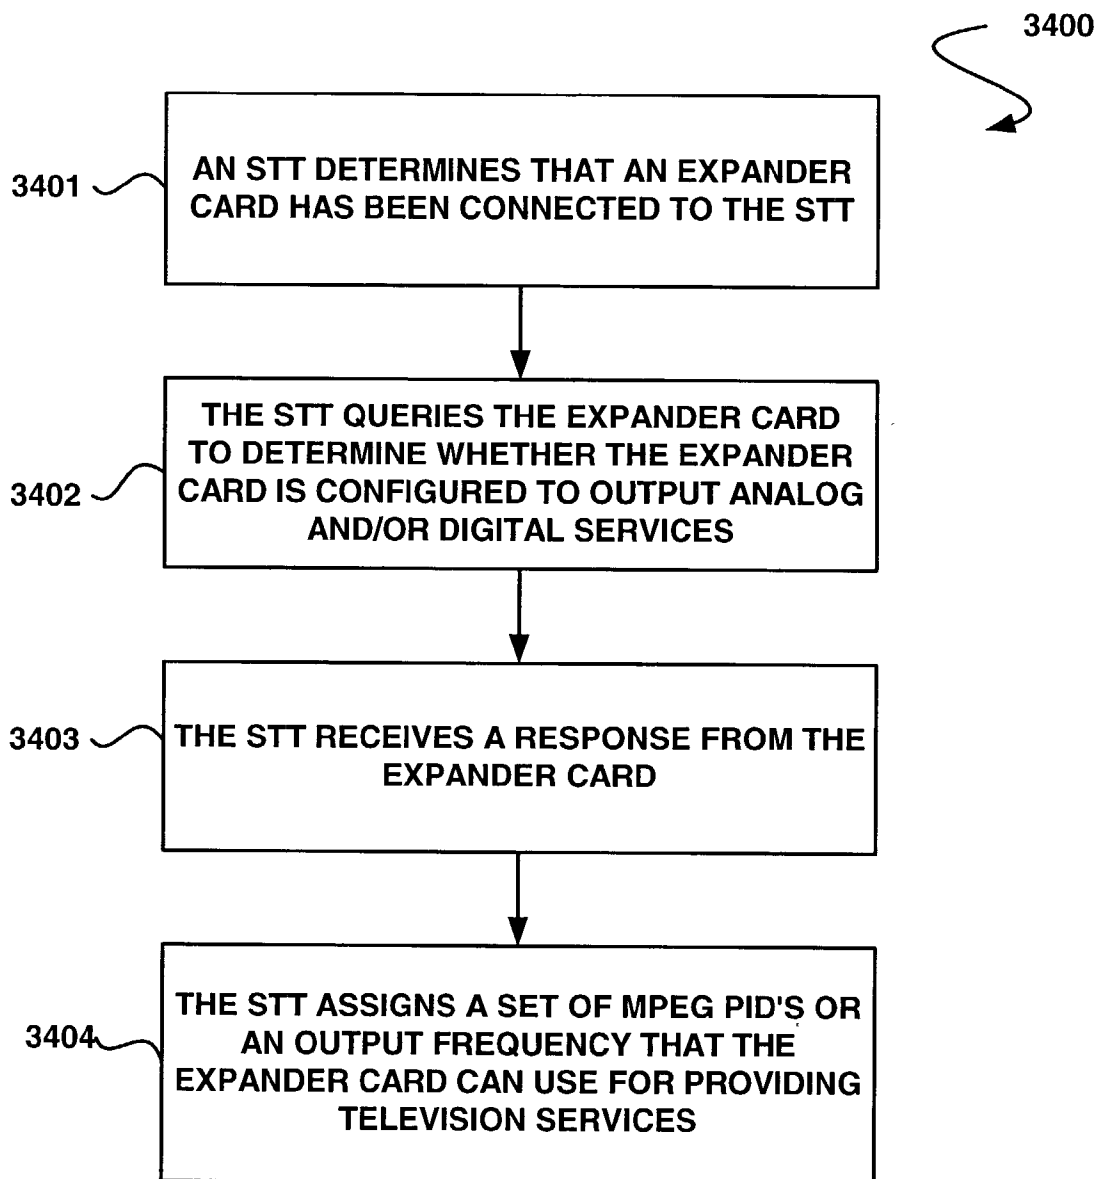 3400
3401
AN STT DETERMINES THAT AN EXPANDER
CARD HAS BEEN CONNECTED TO THE STT
3402
THE STT QUERIES THE EXPANDER CARD
TO DETERMINE WHETHER THE EXPANDER
CARD IS CONFIGURED TO OUTPUT ANALOG
AND/OR DIGITAL SERVICES
3403
THE STT RECEIVES A RESPONSE FROM THE
EXPANDER CARD
3404
THE STT ASSIGNS A SET OF MPEG PID'S OR
AN OUTPUT FREQUENCY THAT THE
EXPANDER CARD CAN USE FOR PROVIDING
TELEVISION SERVICES